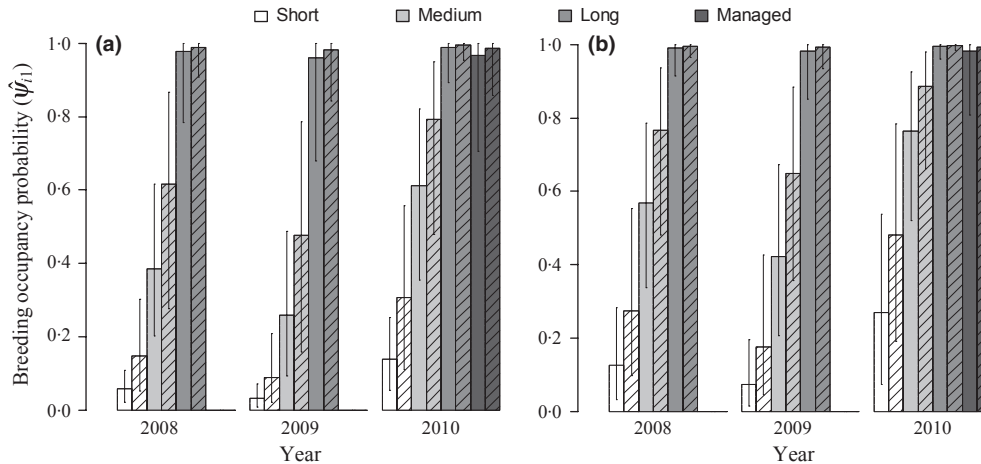 Short Medium Long Managed
(a) (b)
Breeding occupancy probability (ψ̂i1)
1·0 1·0
0·8 0·8
0·6 0·6
0·4 0·4
0·2 0·2
0·0 0·0
2008 2009 2010 2008 2009 2010
Year Year